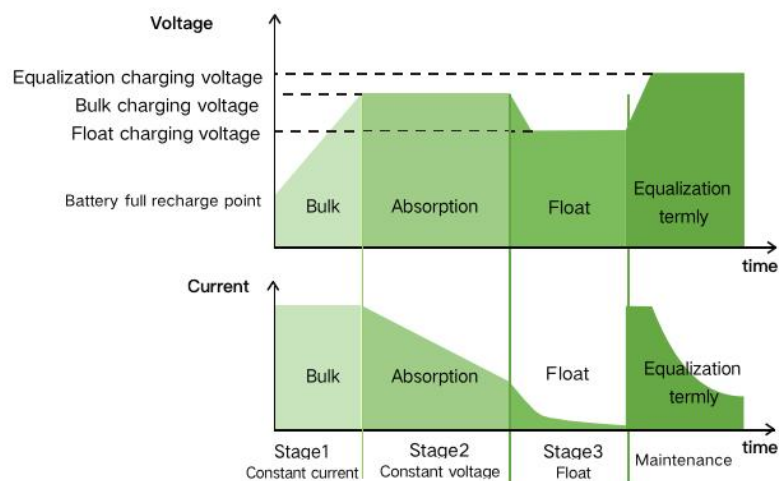 Voltage
Equalization charging voltage
Bulk charging voltage
Float charging voltage
Battery full recharge point
Bulk
Absorption
Float
Equalization
termly
time
Current
Bulk
Absorption
Float
Equalization
termly
time
Stage1
Constant current
Stage2
Constant voltage
Stage3
Float
Maintenance